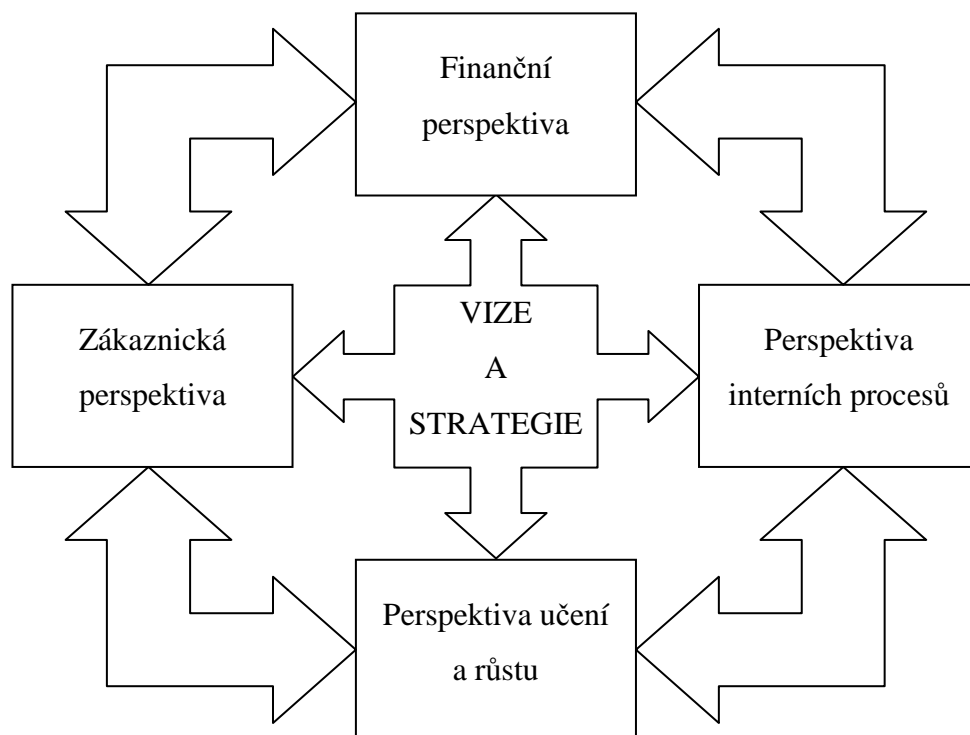 Finanční
perspektiva
Zákaznická
perspektiva
VIZE
A
STRATEGIE
Perspektiva
interních procesů
Perspektiva učení
a růstu